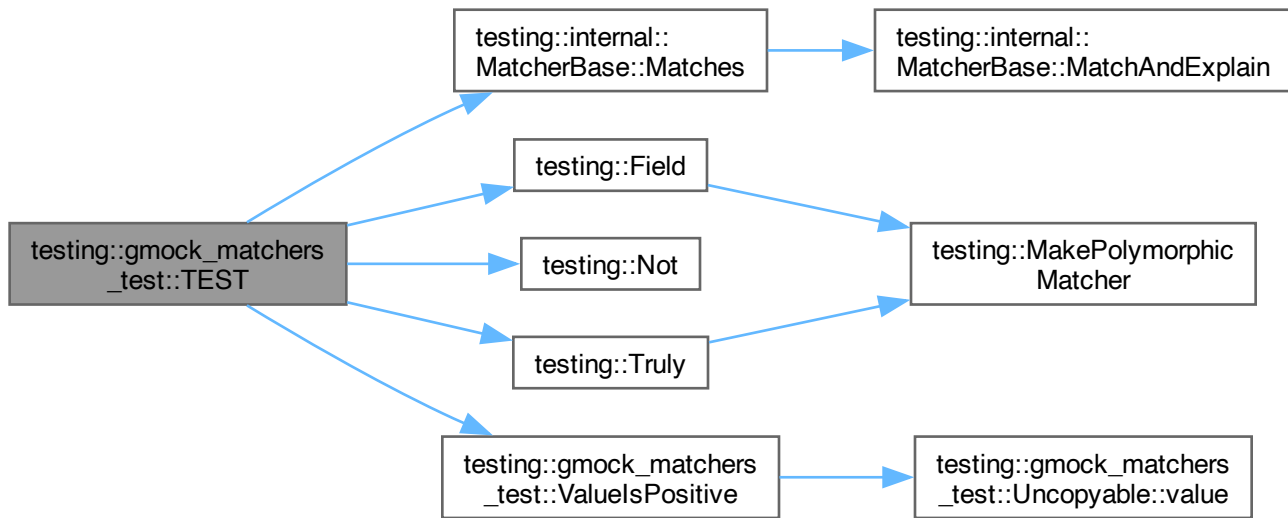 testing::internal::
MatcherBase::Matches
testing::internal::
MatcherBase::MatchAndExplain
testing::Field
testing::gmock_matchers
_test::TEST
testing::Not
testing::MakePolymorphic
Matcher
testing::Truly
testing::gmock_matchers
_test::ValueIsPositive
testing::gmock_matchers
_test::Uncopyable::value